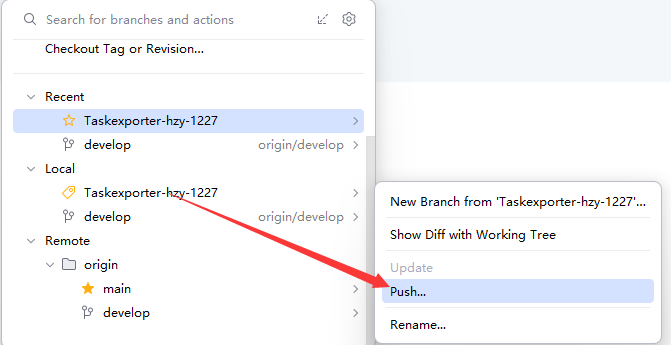 Search for branches and actions
Checkout Tag or Revision...
Recent
Taskexporter-hzy-1227
develop origin/develop
Local
Taskexporter-hzy-1227
develop origin/develop
Remote
origin
main
develop
New Branch from 'Taskexporter-hzy-1227'...
Show Diff with Working Tree
Update
Push...
Rename...